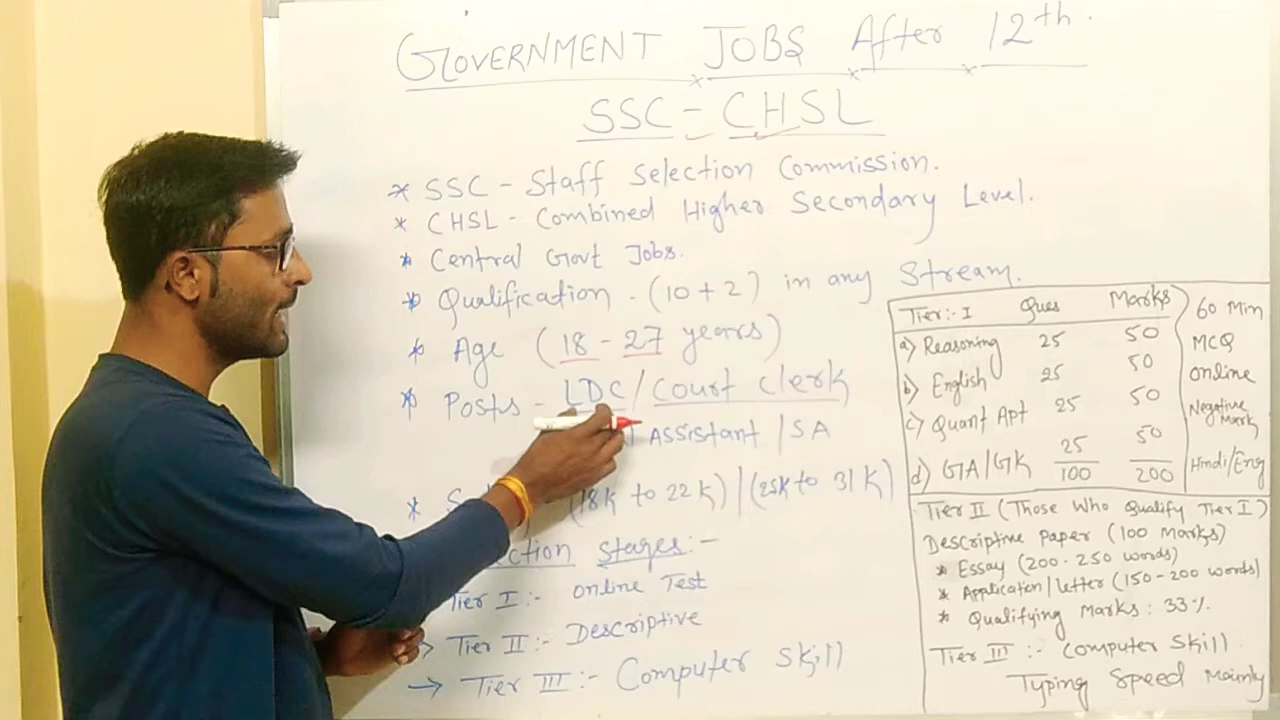 GOVERNMENT JOBS After 12th.
SSC - CHSL
* SSC - Staff Selection Commission.
* CHSL - Combined Higher Secondary Level.
* Central Govt Jobs.
* Qualification. (10+2) in any Stream.
* Age (18 - 27 years)
* Posts - LDC / Court clerk
Assistant / SA
* (18K to 22K) | (25K to 31K)
Stages:-
Tier I :- online Test
> Tier II :- Descriptive
→ Tier III :- Computer Skill
Tier:- I Ques Marks
a) Reasoning 25 50
b) English 25 50
c) Quant Apt 25 50
d) GA/GK 25 50
100 200
60 Min
MCQ
online
Negative
Mark
Hindi/Eng
Tier II (Those Who Qualify Tier I)
Descriptive Paper (100 Marks)
* Essay (200-250 words)
* Application/letter (150-200 words)
* Qualifying Marks: 33%.
Tier III :- Computer Skill
Typing Speed Mainly